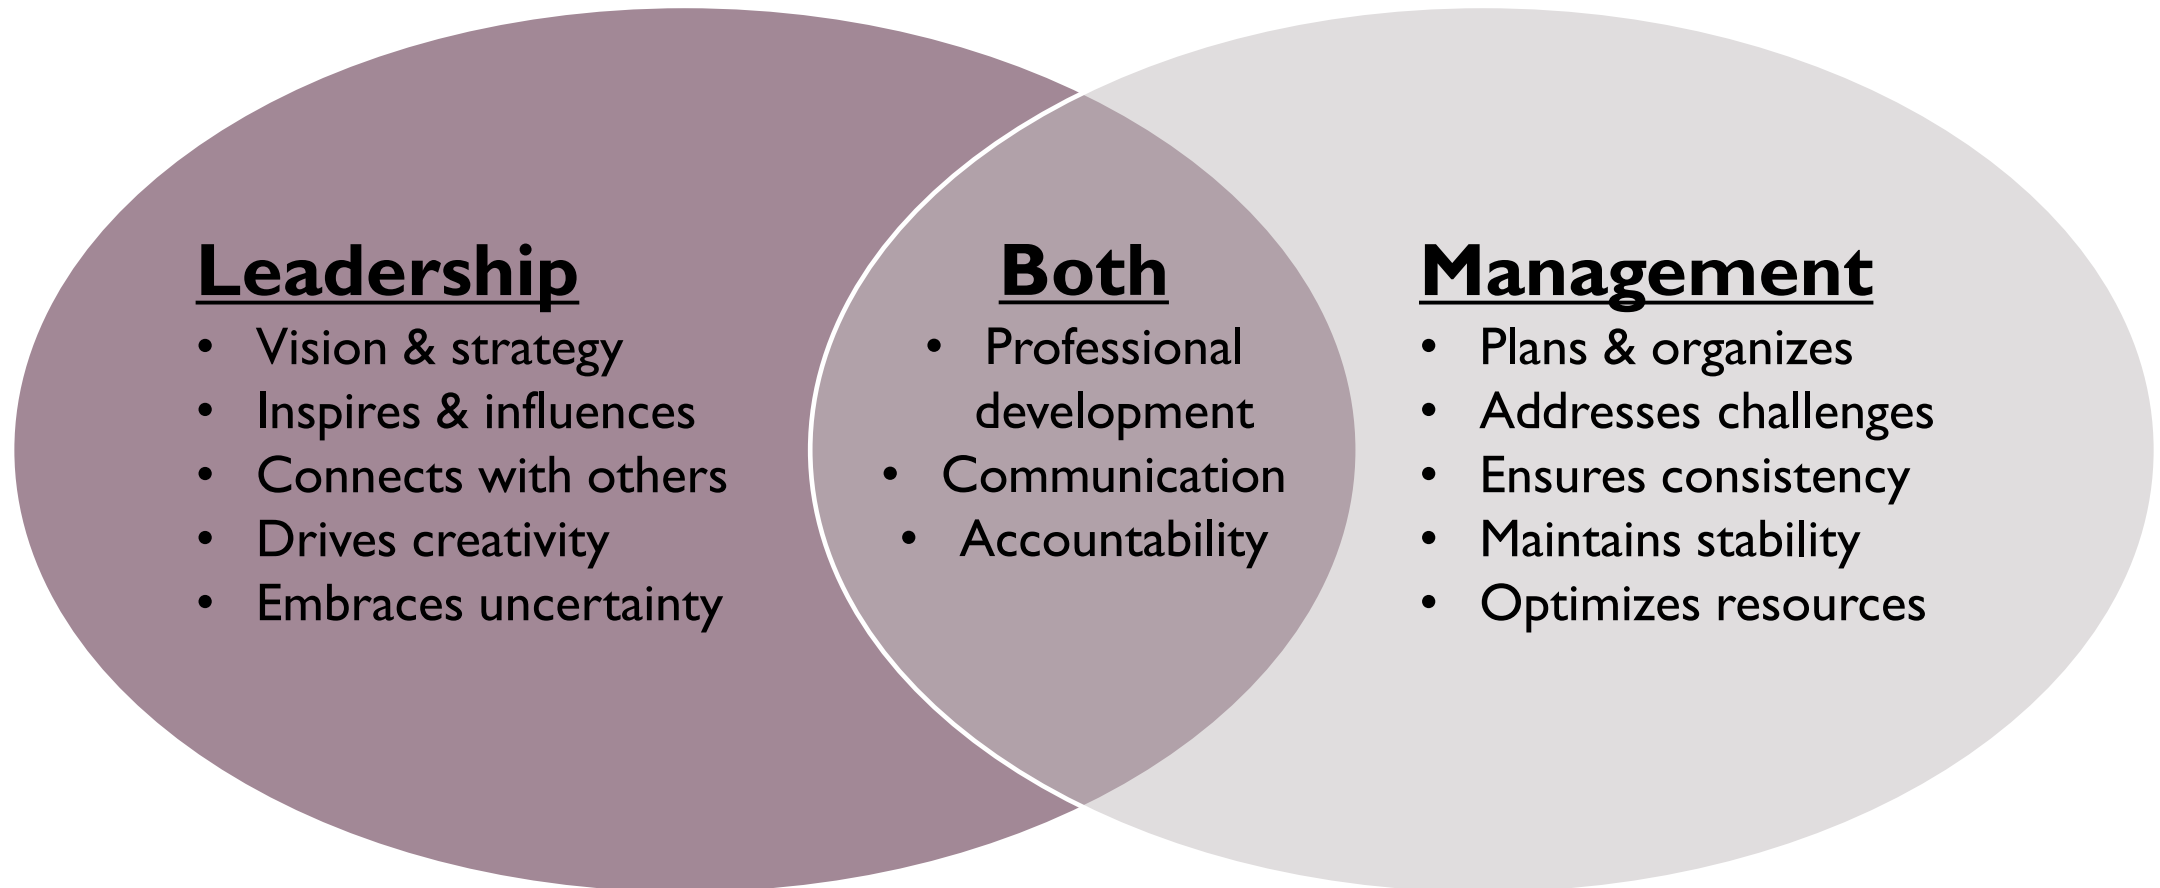 Leadership
• Vision & strategy
• Inspires & influences
• Connects with others
• Drives creativity
• Embraces uncertainty
Both
• Professional
development
• Communication
• Accountability
Management
• Plans & organizes
• Addresses challenges
• Ensures consistency
• Maintains stability
• Optimizes resources